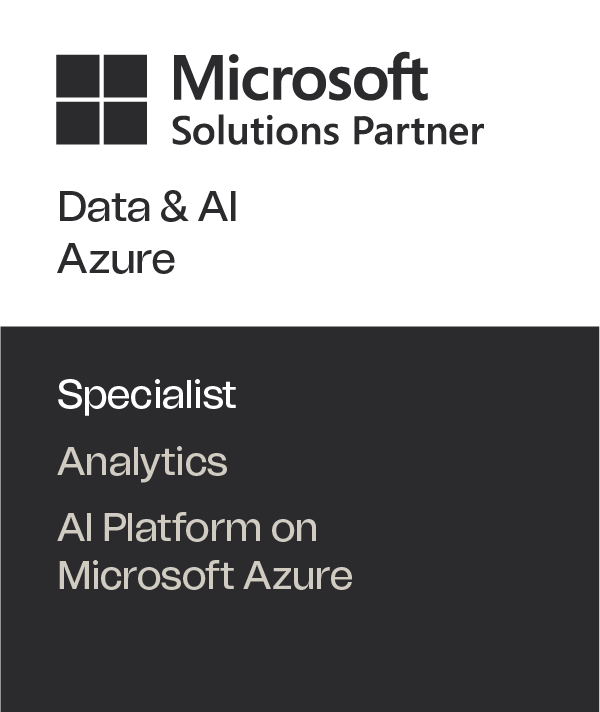 Microsoft
Solutions Partner
Data & AI
Azure
Specialist
Analytics
AI Platform on
Microsoft Azure